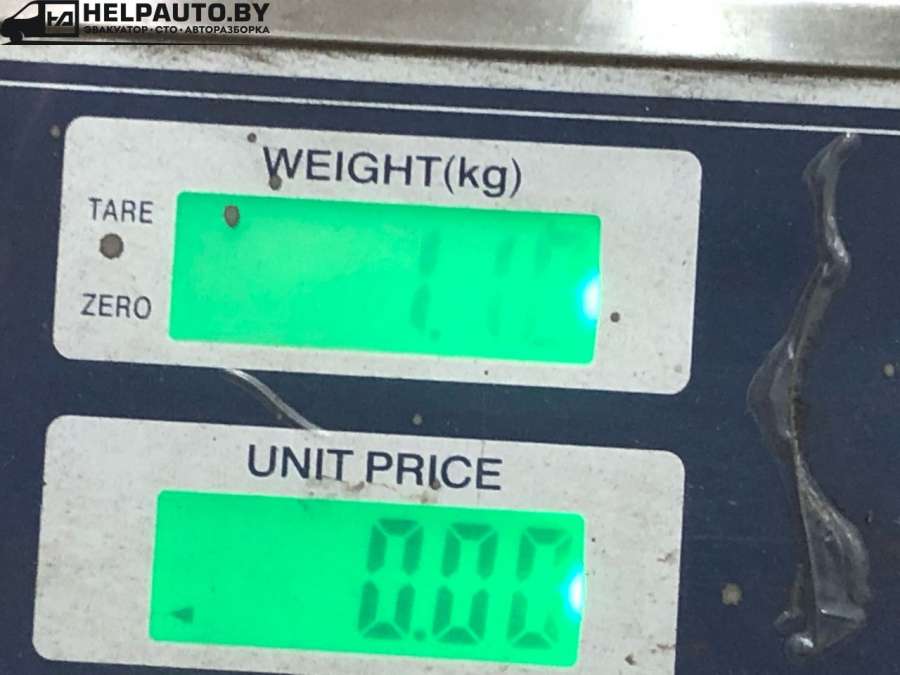 HELPAUTO.BY
ЭВАКУАТОР • СТО • АВТОРАЗБОРКА
WEIGHT(kg)
TARE
ZERO
UNIT PRICE
0.00